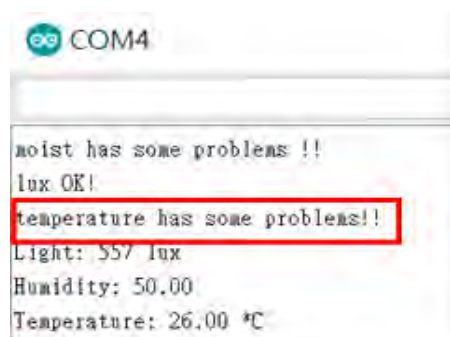 COM4
moist has some problems !!
lux OK!
temperature has some problems!!
Light: 557 lux
Humidity: 50.00
Temperature: 26.00 *C